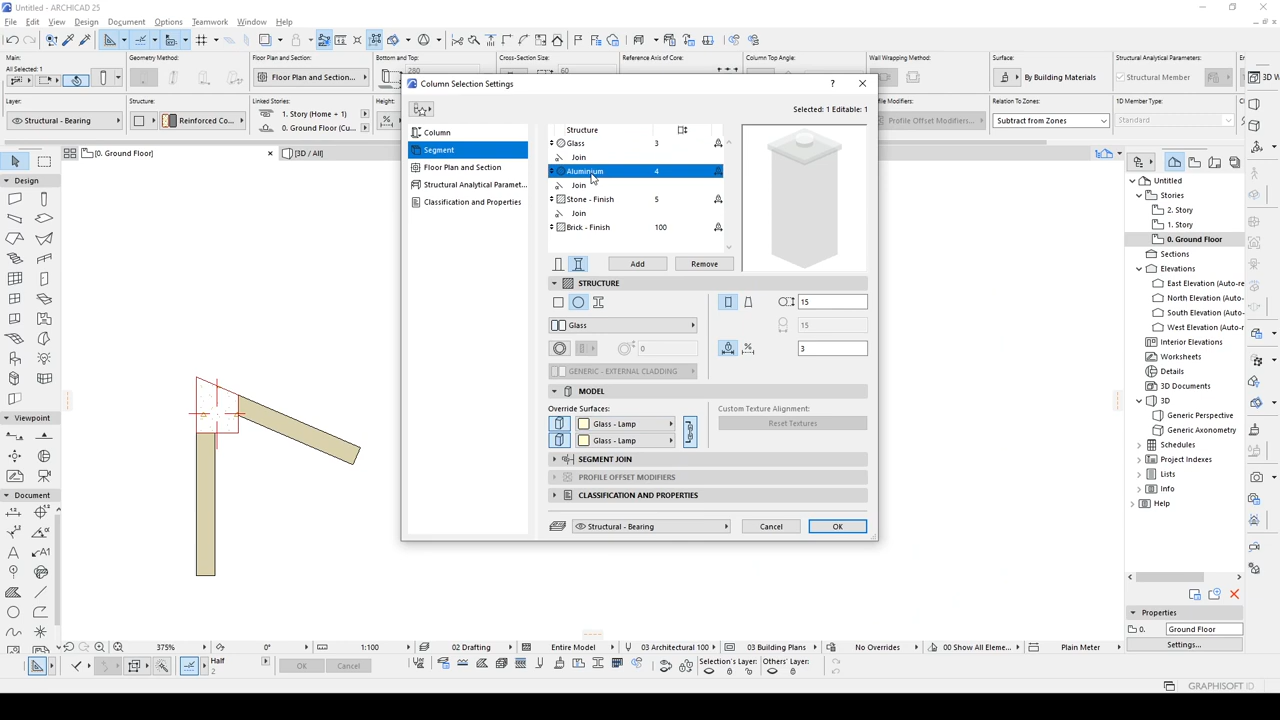 Untitled - ARCHICAD 25
File Edit View Design Document Options Teamwork Window Help
Main:
All Selected: 1
Geometry Method:
Floor Plan and Section:
Floor Plan and Section...
Bottom and Top:
280
Cross-Section Size:
60
Reference Axis of Core:
Column Top Angle:
Wall Wrapping Method:
Surface:
By Building Materials
Structural Analytical Parameters:
Structural Member
3D W
Layer:
Structural - Bearing
Structure:
Reinforced Co...
Linked Stories:
1. Story (Home + 1)
0. Ground Floor (Cu...
Height:
Profile Offset Modifiers...
Relation To Zones:
Subtract from Zones
1D Member Type:
Standard
[0. Ground Floor]
[3D / All]
Design
Viewport
Document
Column Selection Settings
?
Selected: 1 Editable: 1
Column
Segment
Floor Plan and Section
Structural Analytical Paramet...
Classification and Properties
Structure
Glass 3
Join
Aluminium 4
Join
Stone - Finish 5
Join
Brick - Finish 100
Add
Remove
STRUCTURE
15
Glass
15
0
3
GENERIC - EXTERNAL CLADDING
MODEL
Override Surfaces:
Glass - Lamp
Glass - Lamp
Custom Texture Alignment:
Reset Textures
SEGMENT JOIN
PROFILE OFFSET MODIFIERS
CLASSIFICATION AND PROPERTIES
Structural - Bearing
Cancel
OK
Untitled
Stories
2. Story
1. Story
0. Ground Floor
Sections
Elevations
East Elevation (Auto-re
North Elevation (Auto-
South Elevation (Auto-
West Elevation (Auto-r
Interior Elevations
Worksheets
Details
3D Documents
3D
Generic Perspective
Generic Axonometry
Schedules
Project Indexes
Lists
Info
Help
Properties
0. Ground Floor
Settings...
375% 0° 1:100 02 Drafting Entire Model 03 Architectural 100 03 Building Plans No Overrides 00 Show All Eleme... Plain Meter
Half
2
OK
Cancel
Selection's Layer:
Others' Layer:
GRAPHISOFT ID